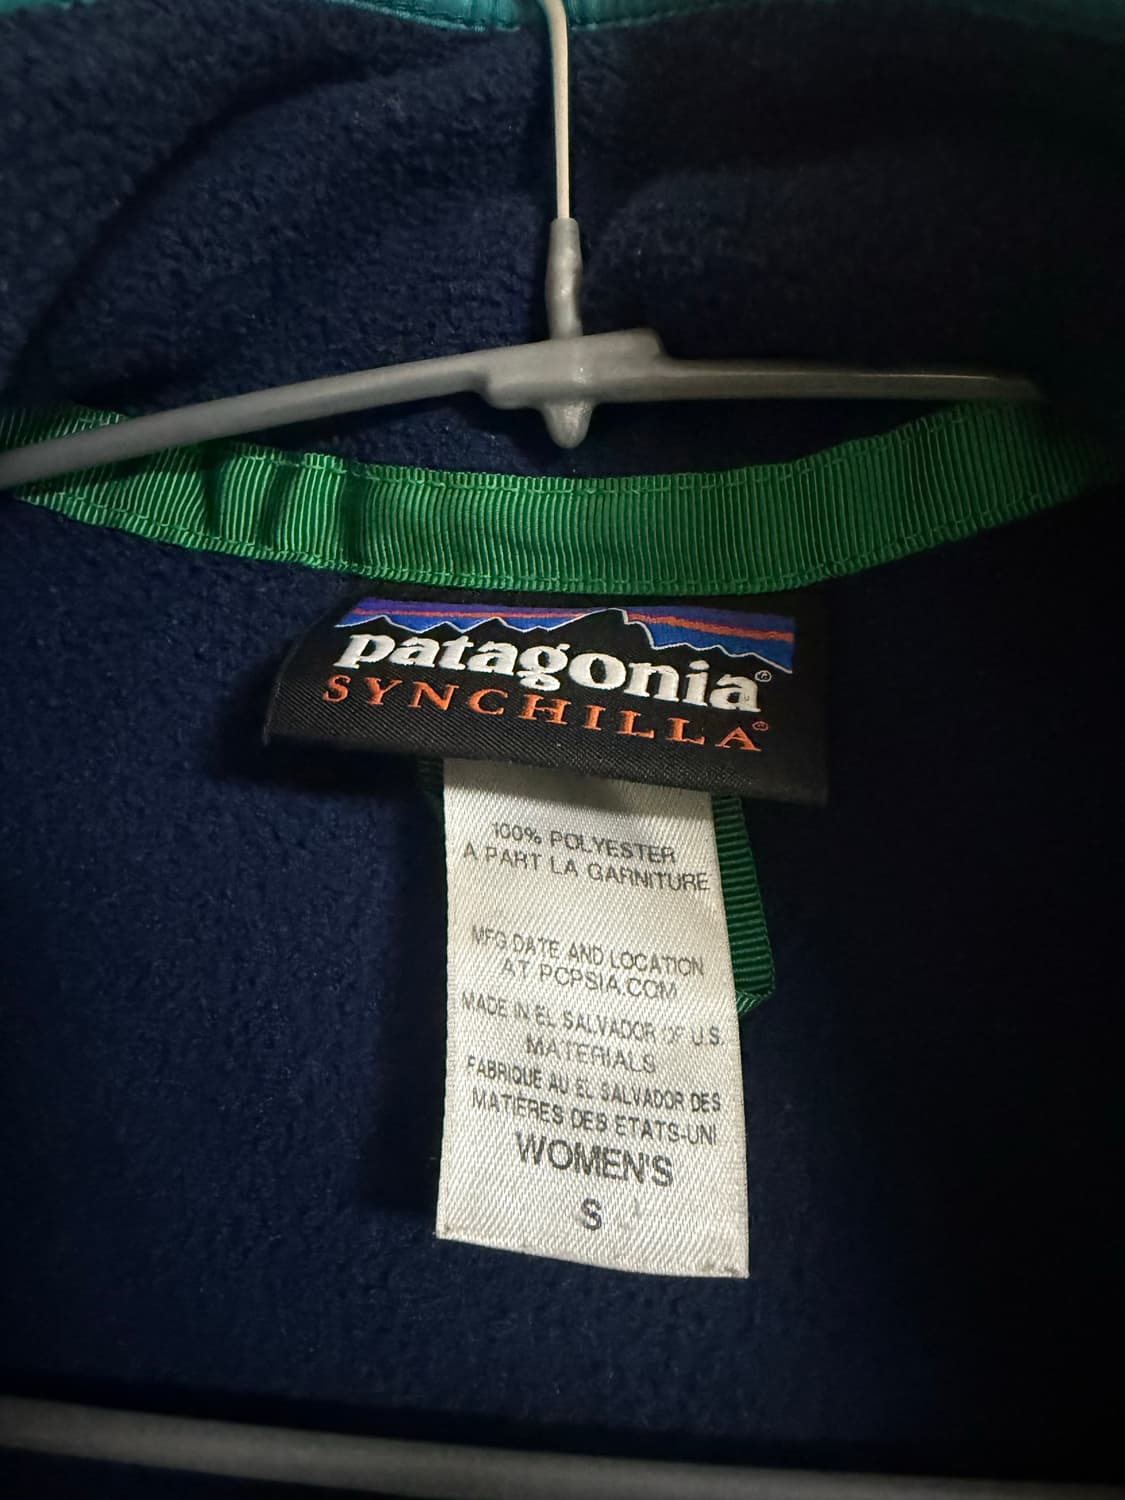 patagonia®
SYNCHILLA®
100% POLYESTER
A PART LA GARNITURE
MFG DATE AND LOCATION
AT PCPSIA.COM
MADE IN EL SALVADOR OF U.S.
MATERIALS
FABRIQUE AU EL SALVADOR DES
MATIERES DES ETATS-UNI
WOMEN'S
S